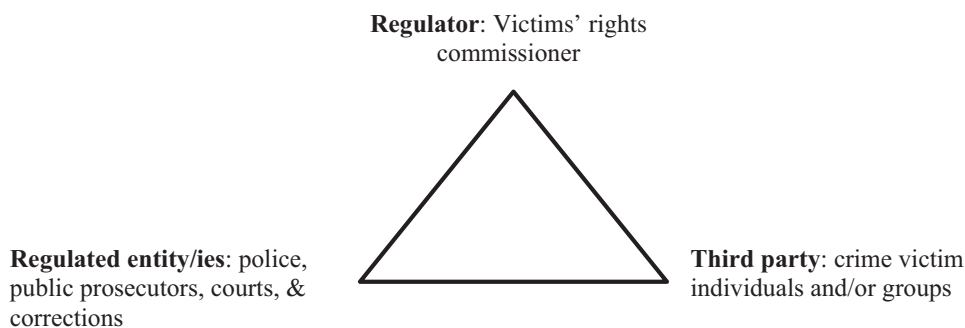 Regulator: Victims’ rights
commissioner
Regulated entity/ies: police,
public prosecutors, courts, &
corrections
Third party: crime victim
individuals and/or groups